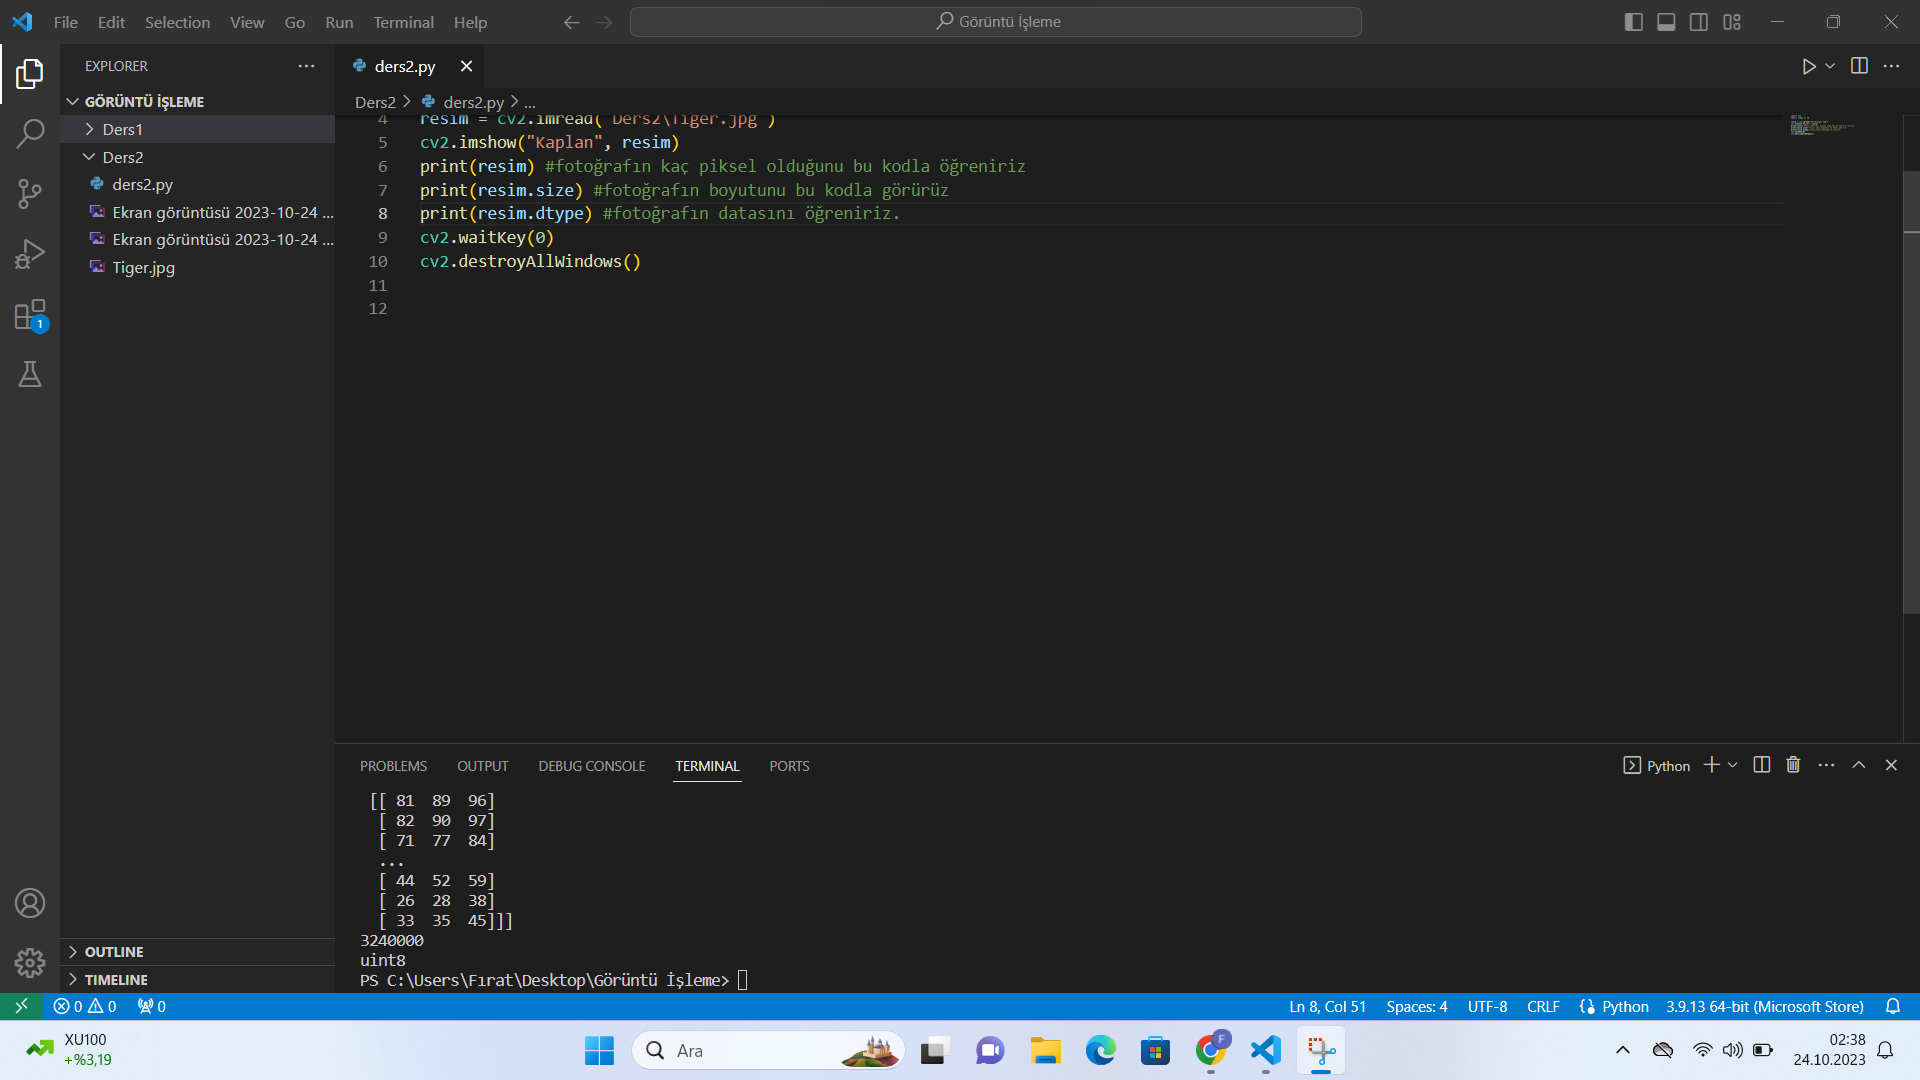 File Edit Selection View Go Run Terminal Help
Görüntü İşleme
EXPLORER
ders2.py
GÖRÜNTÜ İŞLEME
Ders1
Ders2
ders2.py
Ekran görüntüsü 2023-10-24 ...
Ekran görüntüsü 2023-10-24 ...
Tiger.jpg
OUTLINE
TIMELINE
1
Ders2 > ders2.py > ...
4 resim = cv2.imread("Ders2\Tiger.jpg")
5 cv2.imshow("Kaplan", resim)
6 print(resim) #fotoğrafın kaç piksel olduğunu bu kodla öğreniriz
7 print(resim.size) #fotoğrafın boyutunu bu kodla görürüz
8 print(resim.dtype) #fotoğrafın datasını öğreniriz.
9 cv2.waitKey(0)
10 cv2.destroyAllWindows()
11
12
PROBLEMS OUTPUT DEBUG CONSOLE TERMINAL PORTS
Python
[[ 81 89 96]
[ 82 90 97]
[ 71 77 84]
...
[ 44 52 59]
[ 26 28 38]
[ 33 35 45]]]
3240000
uint8
PS C:\Users\Fırat\Desktop\Görüntü İşleme>
0 0 0
Ln 8, Col 51 Spaces: 4 UTF-8 CRLF Python 3.9.13 64-bit (Microsoft Store)
XU100
+%3,19
Ara
F
02:38
24.10.2023